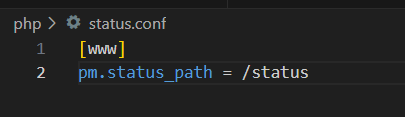 php > status.conf
1 [www]
2 pm.status_path = /status